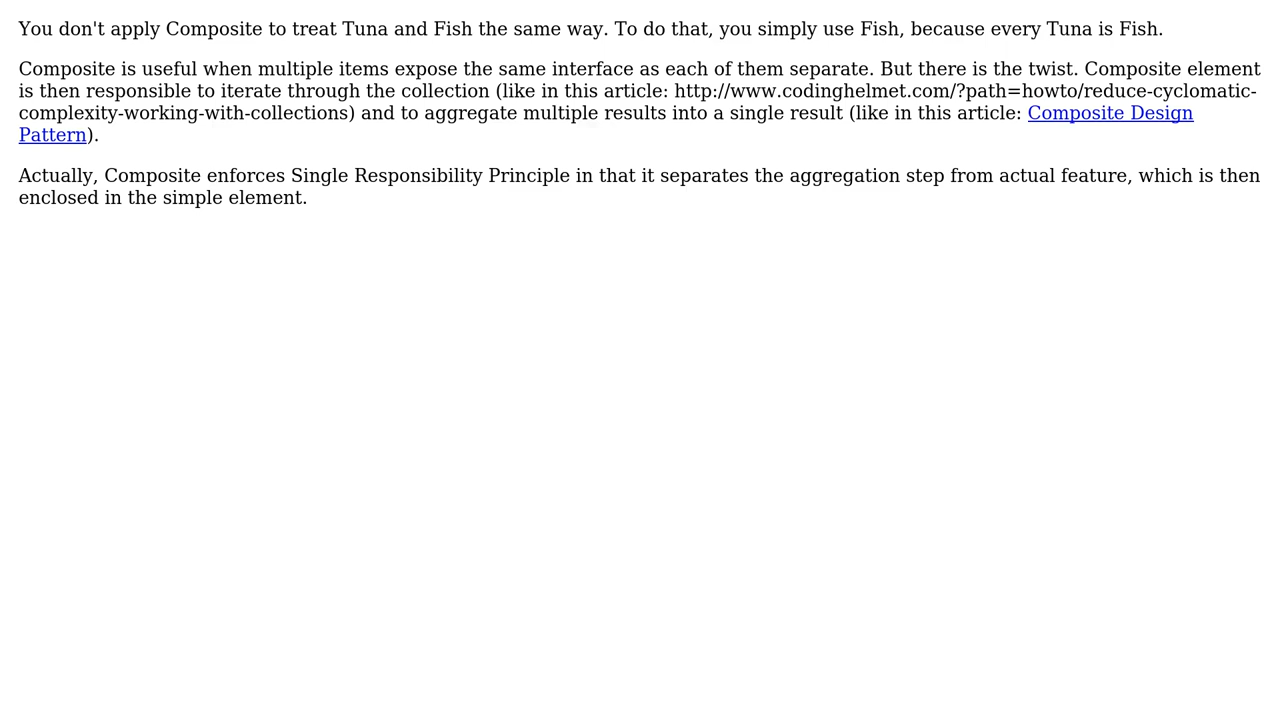 You don't apply Composite to treat Tuna and Fish the same way. To do that, you simply use Fish, because every Tuna is Fish.
Composite is useful when multiple items expose the same interface as each of them separate. But there is the twist. Composite element
is then responsible to iterate through the collection (like in this article: http://www.codinghelmet.com/?path=howto/reduce-cyclomatic-
complexity-working-with-collections) and to aggregate multiple results into a single result (like in this article: Composite Design
Pattern).
Actually, Composite enforces Single Responsibility Principle in that it separates the aggregation step from actual feature, which is then
enclosed in the simple element.